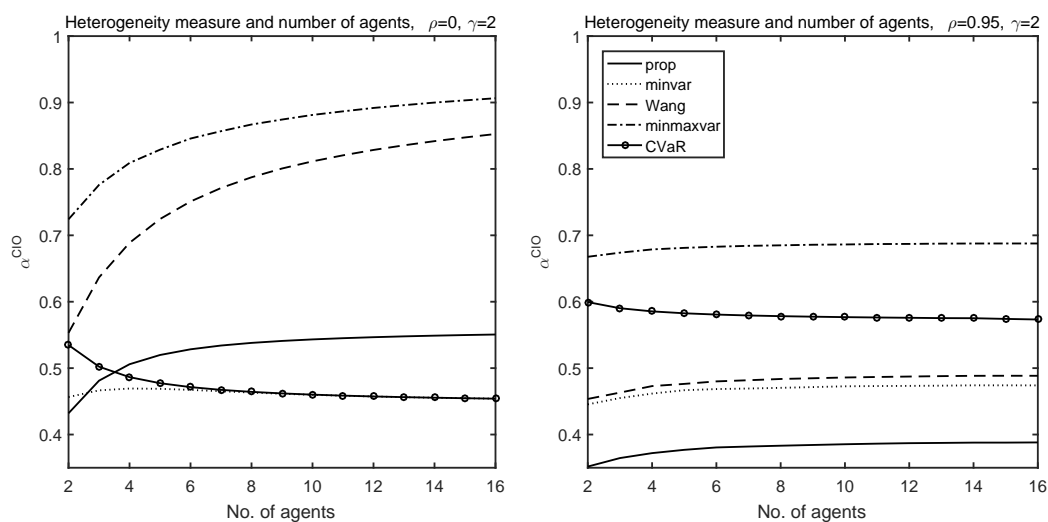 Heterogeneity measure and number of agents, ρ=0, γ=2
1
0.9
0.8
0.7
0.6
0.5
0.4
α^CIO
2 4 6 8 10 12 14 16
No. of agents
Heterogeneity measure and number of agents, ρ=0.95, γ=2
prop
minvar
Wang
minmaxvar
CVaR
1
0.9
0.8
0.7
0.6
0.5
0.4
α^CIO
2 4 6 8 10 12 14 16
No. of agents